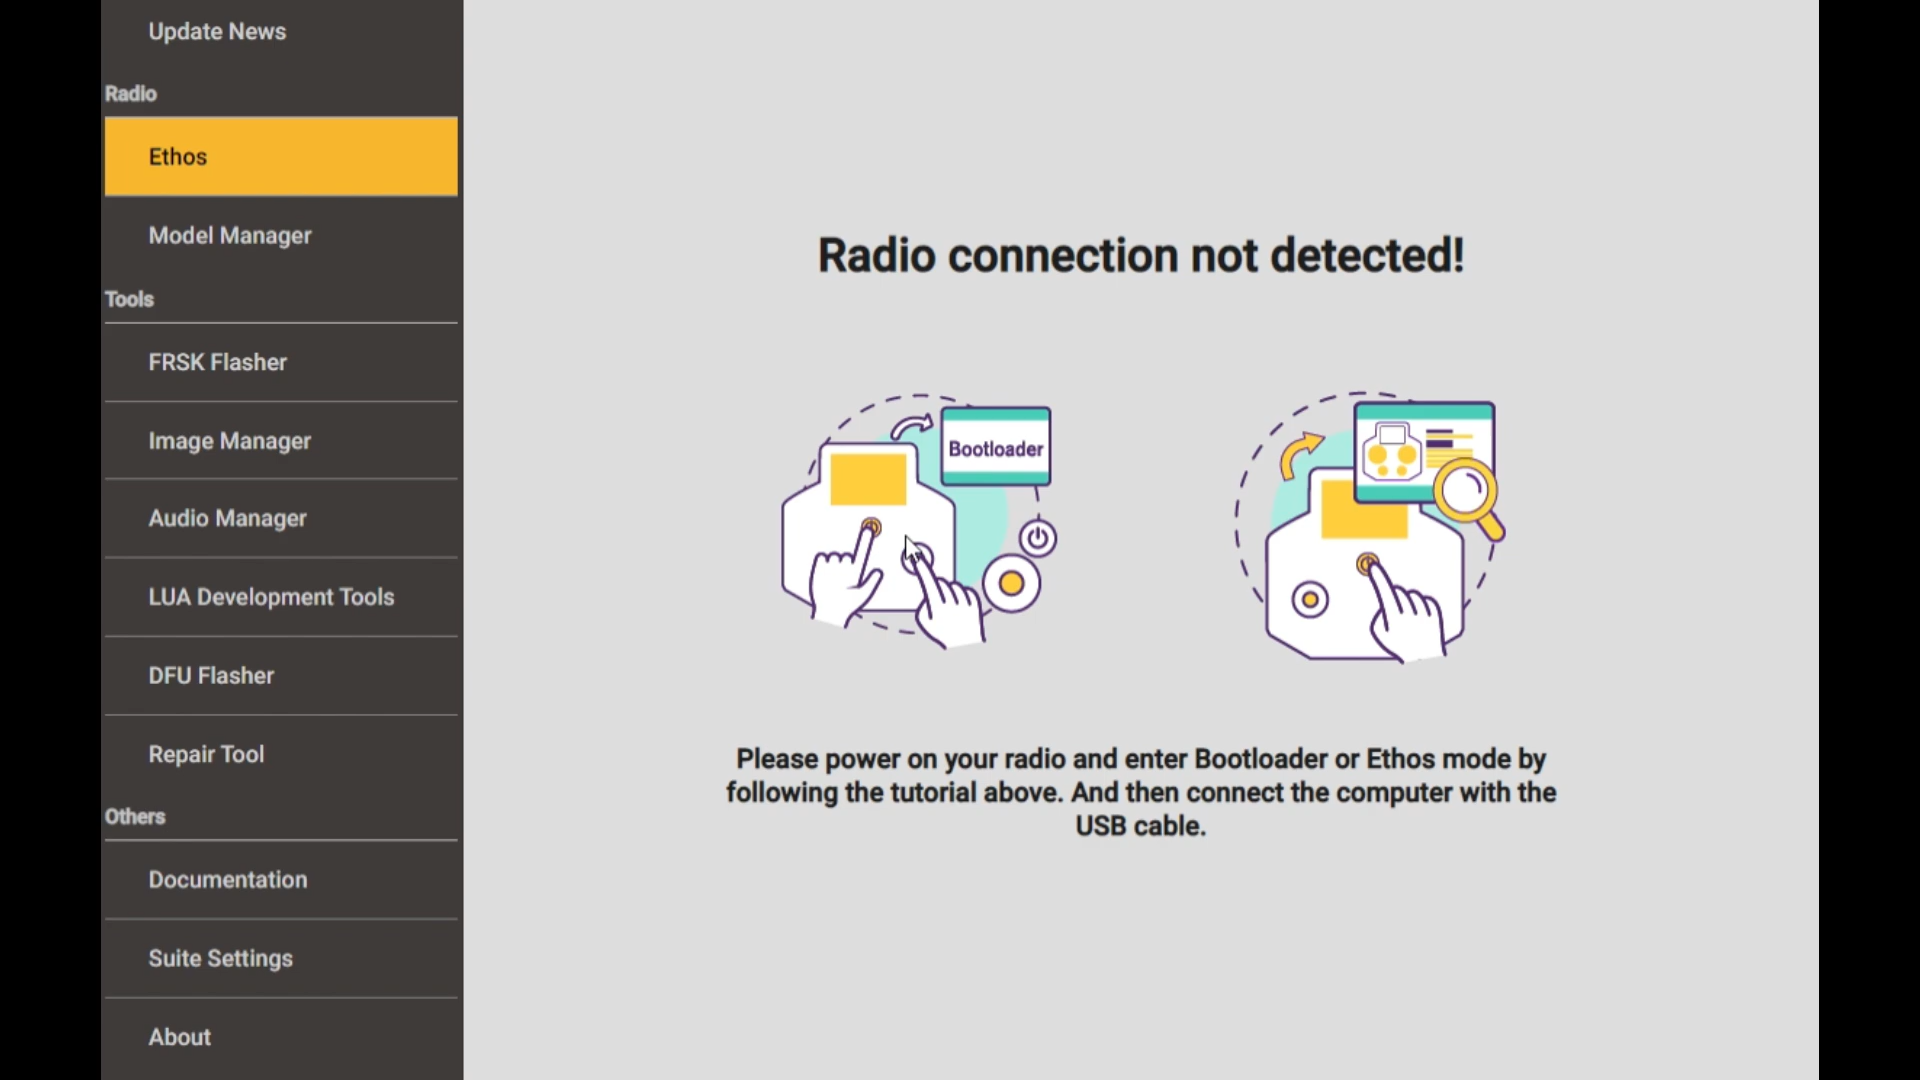 Update News
Radio
Ethos
Model Manager
Tools
FRSK Flasher
Image Manager
Audio Manager
LUA Development Tools
DFU Flasher
Repair Tool
Others
Documentation
Suite Settings
About
Radio connection not detected!
Bootloader
Please power on your radio and enter Bootloader or Ethos mode by
following the tutorial above. And then connect the computer with the
USB cable.